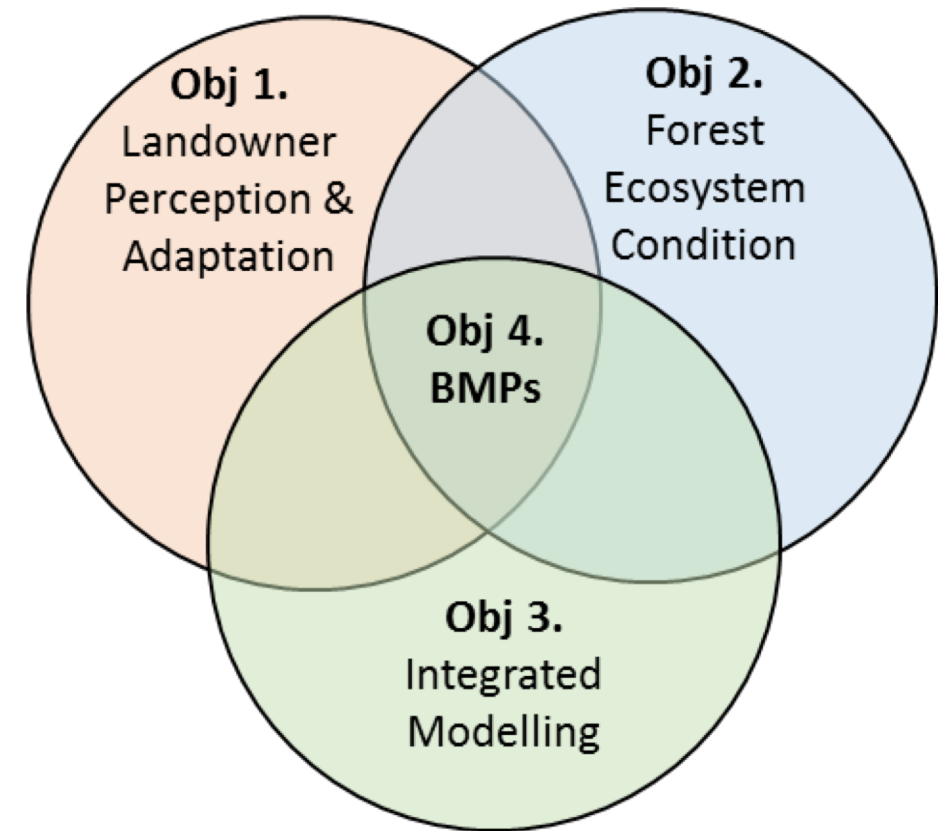 Obj 1.
Landowner
Perception &
Adaptation
Obj 2.
Forest
Ecosystem
Condition
Obj 4.
BMPs
Obj 3.
Integrated
Modelling